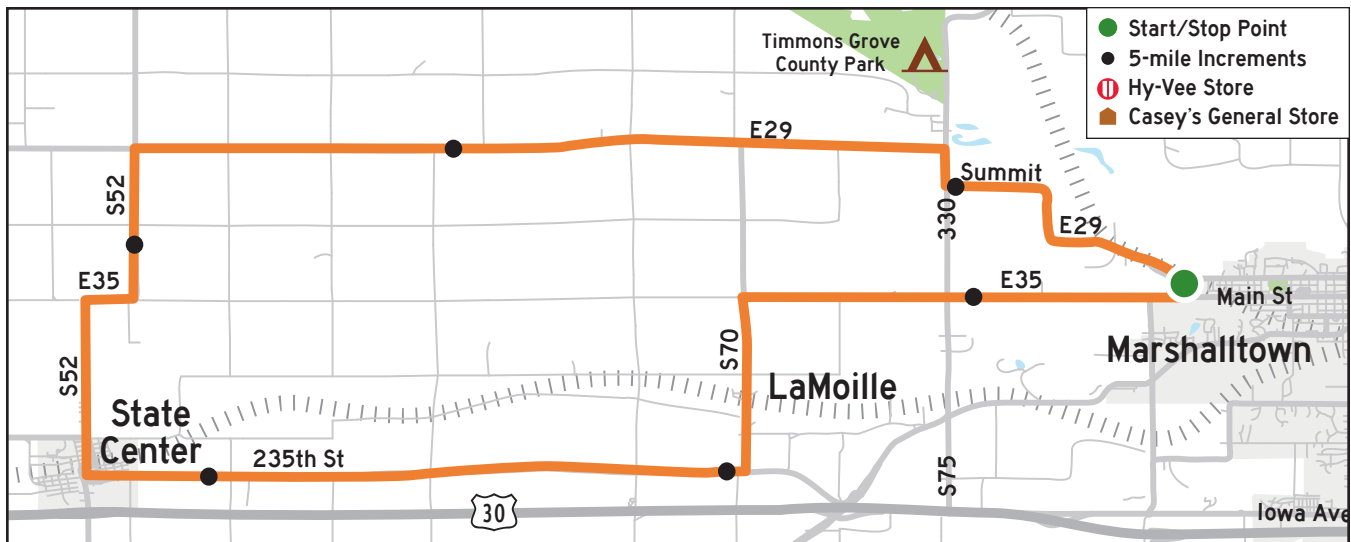 Timmons Grove
County Park
Start/Stop Point
5-mile Increments
Hy-Vee Store
Casey's General Store
E29
S52
Summit
330
E29
E35
E35
Main St
Marshalltown
S70
S52
LaMoille
State
Center
235th St
S75
30
Iowa Ave